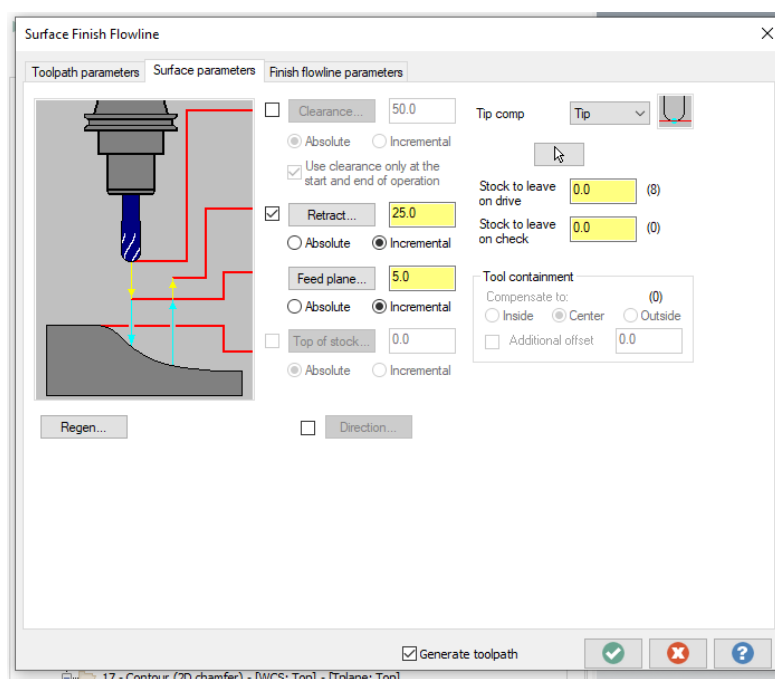 Surface Finish Flowline
Toolpath parameters Surface parameters Finish flowline parameters
Clearance... 50.0
Absolute Incremental
Use clearance only at the
start and end of operation
Retract... 25.0
Absolute Incremental
Feed plane... 5.0
Absolute Incremental
Top of stock... 0.0
Absolute Incremental
Tip comp Tip
Stock to leave
on drive 0.0 (8)
Stock to leave
on check 0.0 (0)
Tool containment
Compensate to: (0)
Inside Center Outside
Additional offset 0.0
Regen... Direction...
Generate toolpath
17 - Contour (2D chamfer) - [WCS: Top] - [Tplane: Top]